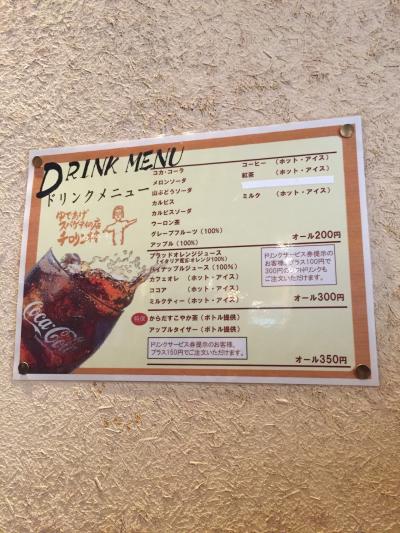 DRINK MENU
ドリンクメニュー
ゆであげ
スパゲティの店
チロリン
コカ・コーラ
メロンソーダ
山ぶどうソーダ
カルピス
カルピスソーダ
ウーロン茶
グレープフルーツ (100%)
アップル (100%)
コーヒー (ホット・アイス)
紅茶 (ホット・アイス)
ミルク (ホット・アイス)
オール200円
ブラッドオレンジジュース
(イタリア産赤オレンジ100%)
パイナップルジュース (100%)
カフェオレ (ホット・アイス)
ココア (ホット・アイス)
ミルクティー (ホット・アイス)
ドリンクサービス券提示の
お客様、プラス100円で
300円のソフトドリンクも
ご注文いただけます。
オール300円
からだすこやか茶 (ボトル提供)
アップルタイザー (ボトル提供)
ドリンクサービス券提示のお客様、
プラス150円でご注文いただけます。
オール350円
Coca-Cola